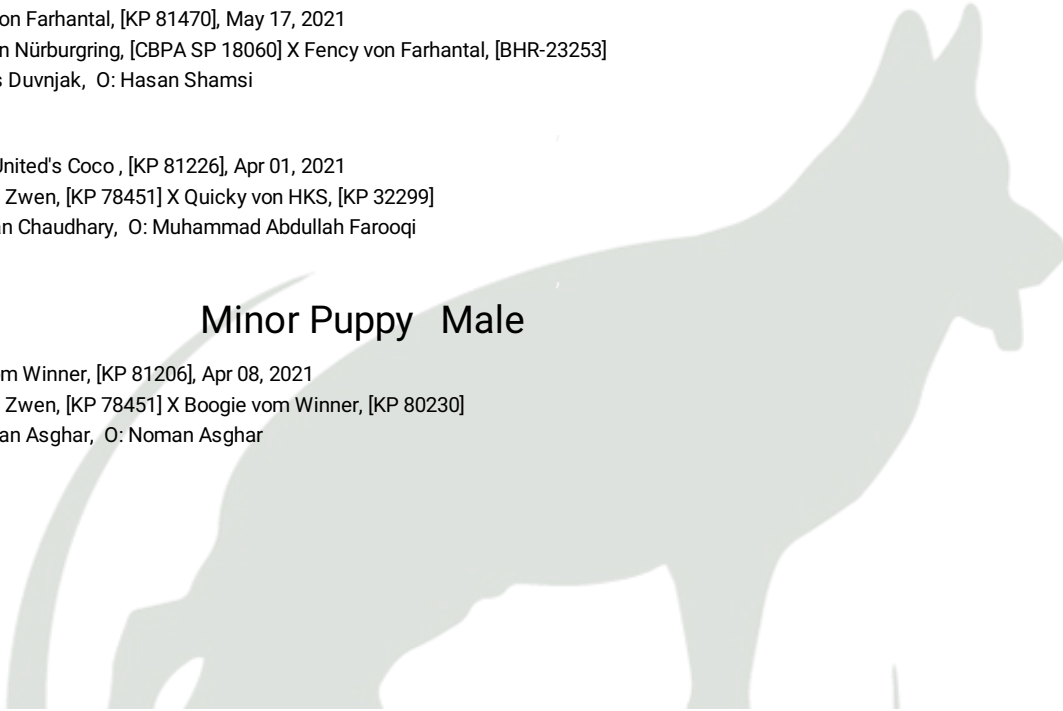 on Farhantal, [KP 81470], May 17, 2021
n Nürburgring, [CBPA SP 18060] X Fency von Farhantal, [BHR-23253]
s Duvnjak, O: Hasan Shamsi
United's Coco , [KP 81226], Apr 01, 2021
Zwen, [KP 78451] X Quicky von HKS, [KP 32299]
an Chaudhary, O: Muhammad Abdullah Farooqi
Minor Puppy Male
m Winner, [KP 81206], Apr 08, 2021
Zwen, [KP 78451] X Boogie vom Winner, [KP 80230]
an Asghar, O: Noman Asghar